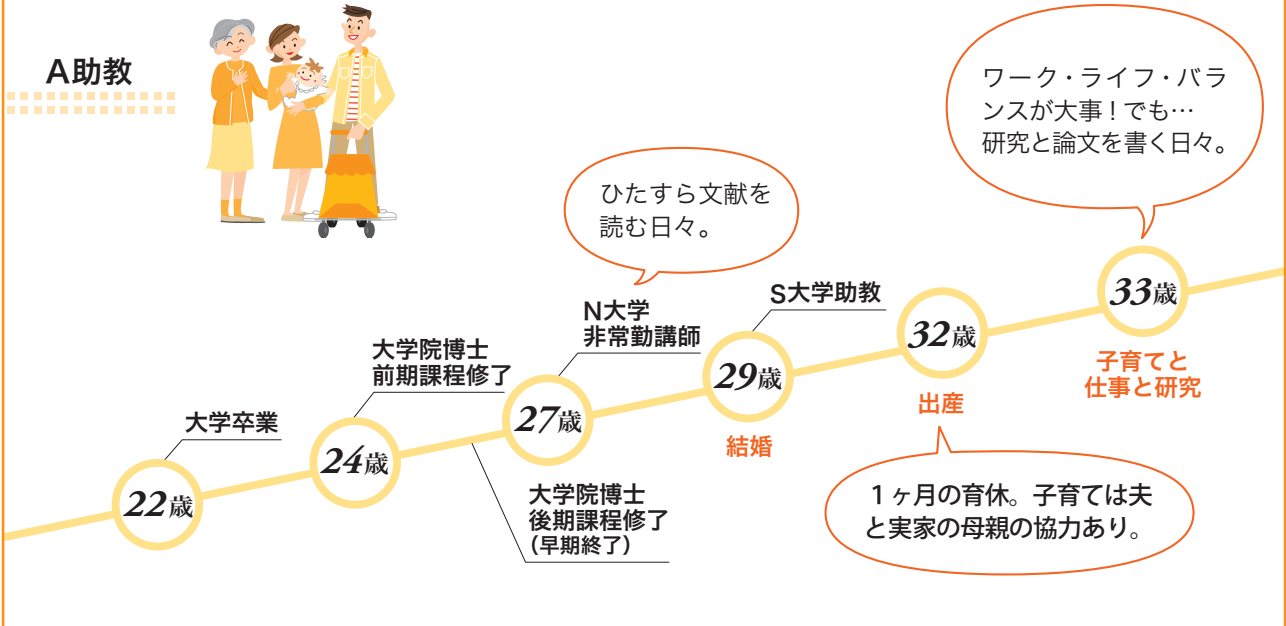 A助教
ワーク・ライフ・バラ
ンスが大事！でも…
研究と論文を書く日々。
ひたすら文献を
読む日々。
22歳
大学卒業
24歳
大学院博士
前期課程修了
大学院博士
後期課程修了
（早期終了）
27歳
N大学
非常勤講師
29歳
S大学助教
結婚
32歳
出産
１ヶ月の育休。子育ては夫
と実家の母親の協力あり。
33歳
子育てと
仕事と研究